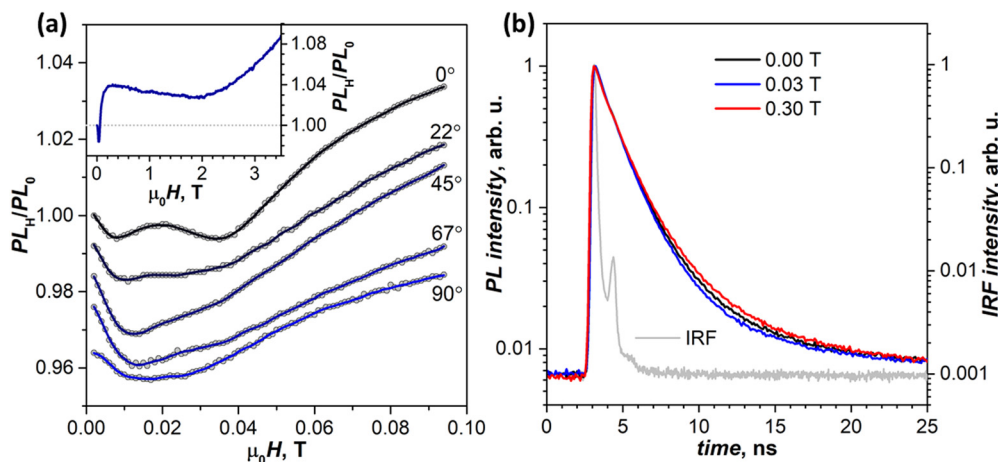 (a)
1.04
1.02
1.00
0.98
0.96
PL_H/PL_0
0.00 0.02 0.04 0.06 0.08 0.10
μ₀H, T
0°
22°
45°
67°
90°
1.08
1.04
1.00
PL_H/PL_0
0 1 2 3
μ₀H, T
(b)
1
0.1
0.01
PL intensity, arb. u.
0.00 T
0.03 T
0.30 T
IRF
1
0.1
0.01
0.001
IRF intensity, arb. u.
0 5 10 15 20 25
time, ns